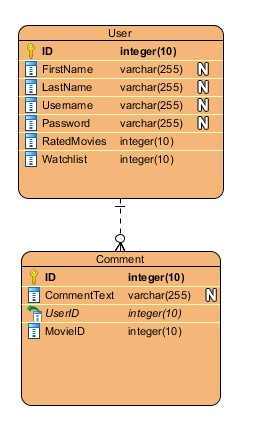 User
ID integer(10)
FirstName varchar(255) N
LastName varchar(255) N
Username varchar(255) N
Password varchar(255) N
RatedMovies integer(10)
Watchlist integer(10)
Comment
ID integer(10)
CommentText varchar(255) N
UserID integer(10)
MovieID integer(10)